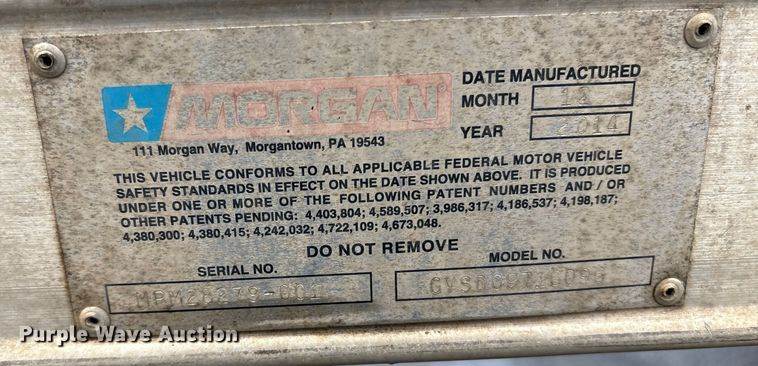 MORGAN
DATE MANUFACTURED
MONTH
YEAR 2014
111 Morgan Way, Morgantown, PA 19543
THIS VEHICLE CONFORMS TO ALL APPLICABLE FEDERAL MOTOR VEHICLE
SAFETY STANDARDS IN EFFECT ON THE DATE SHOWN ABOVE. IT IS PRODUCED
UNDER ONE OR MORE OF THE FOLLOWING PATENT NUMBERS AND / OR
OTHER PATENTS PENDING: 4,403,804; 4,589,507; 3,986,317; 4,186,537; 4,198,187;
4,380,300; 4,380,415; 4,242,032; 4,722,109; 4,673,048.
DO NOT REMOVE
SERIAL NO.
MODEL NO.
Purple Wave Auction